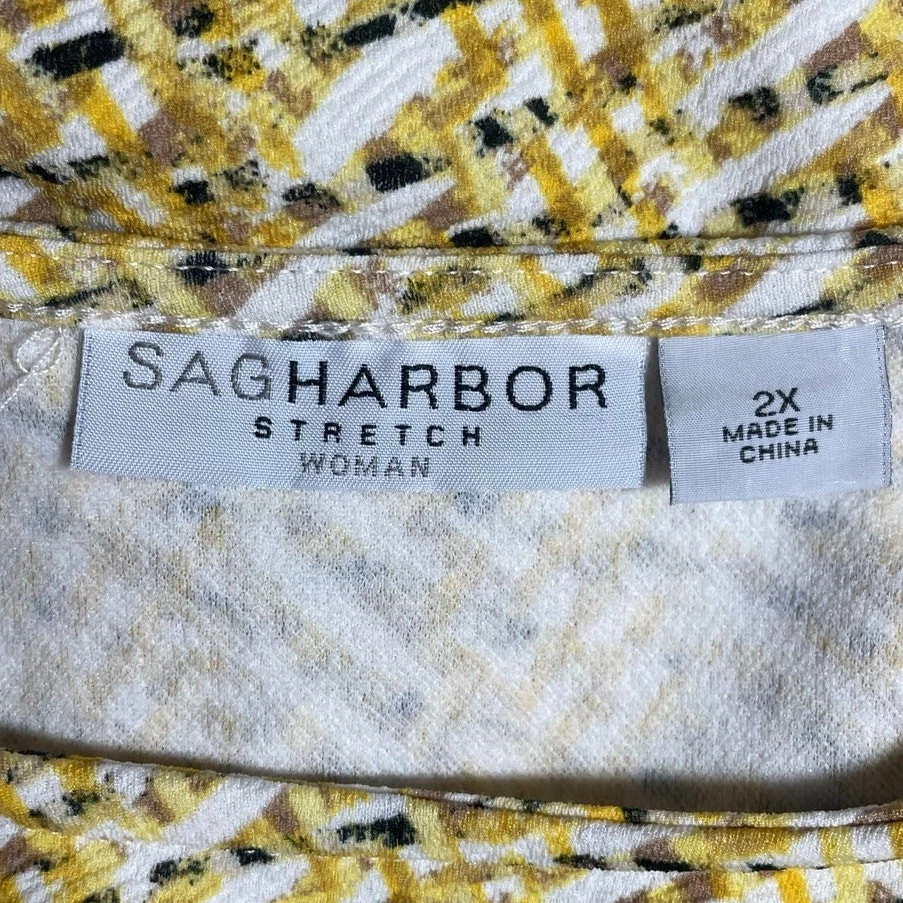 SAGHARBOR
STRETCH
WOMAN
2X
MADE IN
CHINA